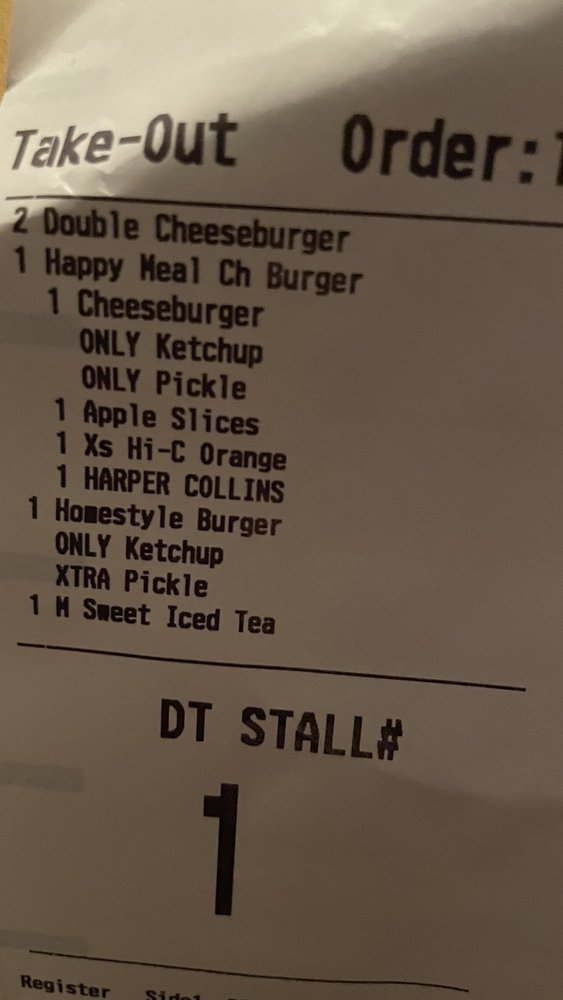 Take-Out Order:1
2 Double Cheeseburger
1 Happy Meal Ch Burger
1 Cheeseburger
ONLY Ketchup
ONLY Pickle
1 Apple Slices
1 Xs Hi-C Orange
1 HARPER COLLINS
1 Homestyle Burger
ONLY Ketchup
XTRA Pickle
1 M Sweet Iced Tea
DT STALL#
1
Register